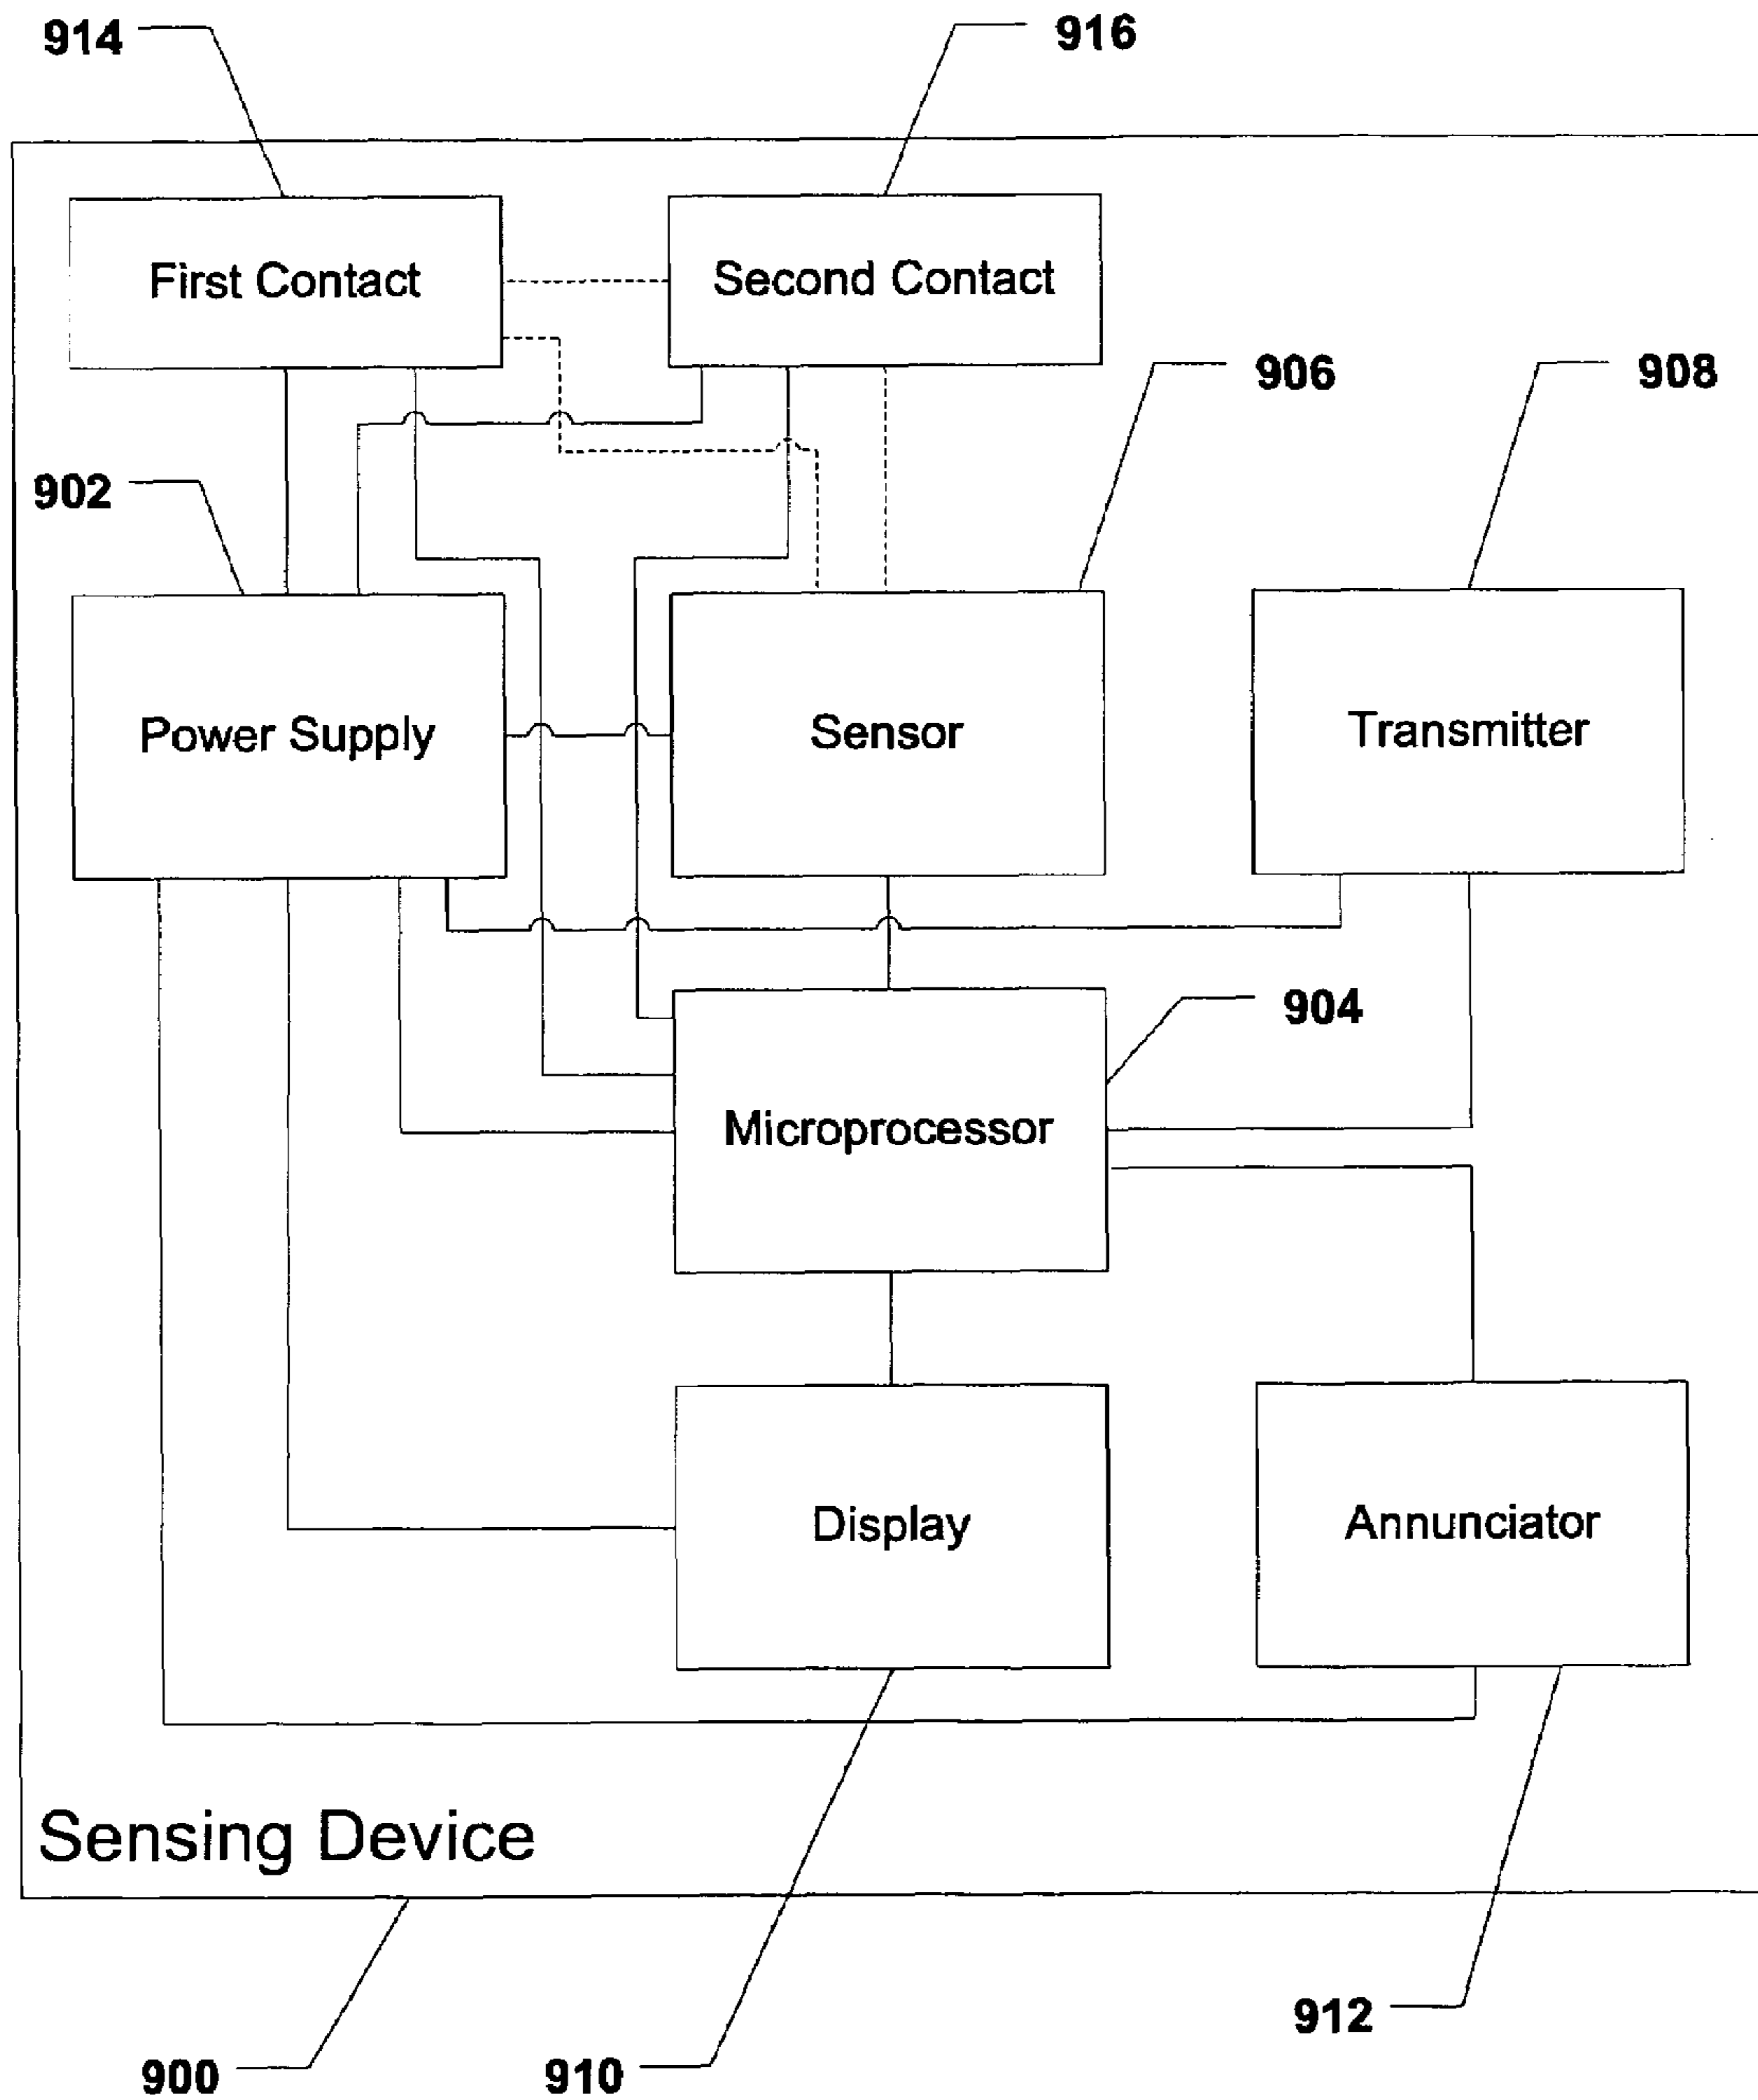 914
916
First Contact
Second Contact
906
908
902
Power Supply
Sensor
Transmitter
904
Microprocessor
Display
Annunciator
Sensing Device
912
900
910